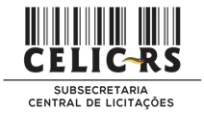 CELIC-RS
SUBSECRETARIA
CENTRAL DE LICITAÇÕES